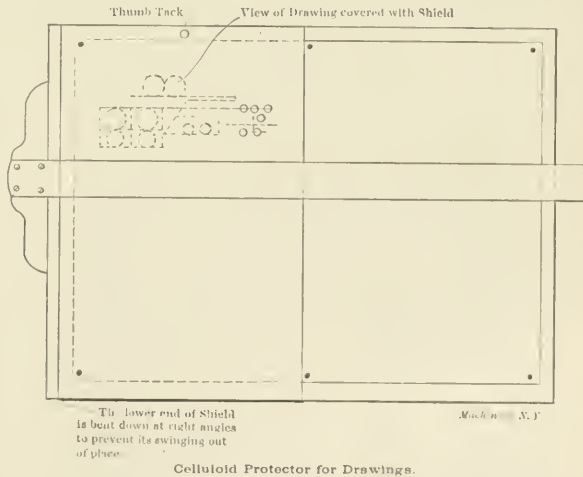 Thumb Tack
View of Drawing covered with Shield
The lower end of Shield
is bent down at right angles
to prevent its swinging out
of place
N.Y
Celluloid Protector for Drawings.